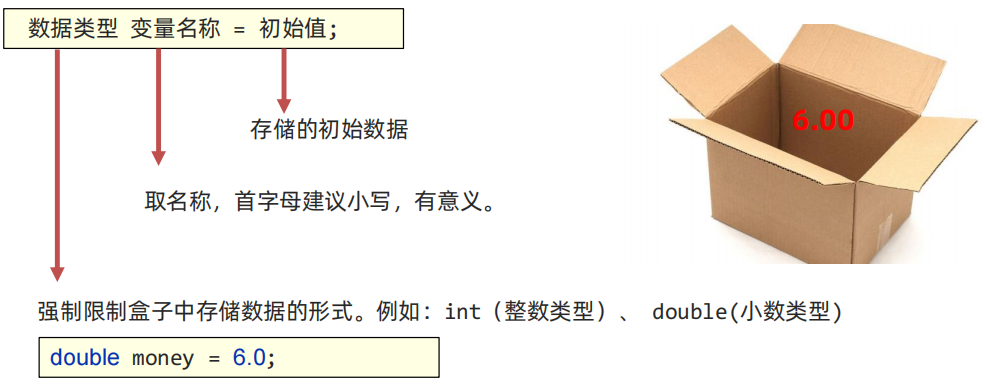 数据类型 变量名称 = 初始值;
6.00
存储的初始数据
取名称，首字母建议小写，有意义。
强制限制盒子中存储数据的形式。例如：int（整数类型）、 double(小数类型)
double money = 6.0;